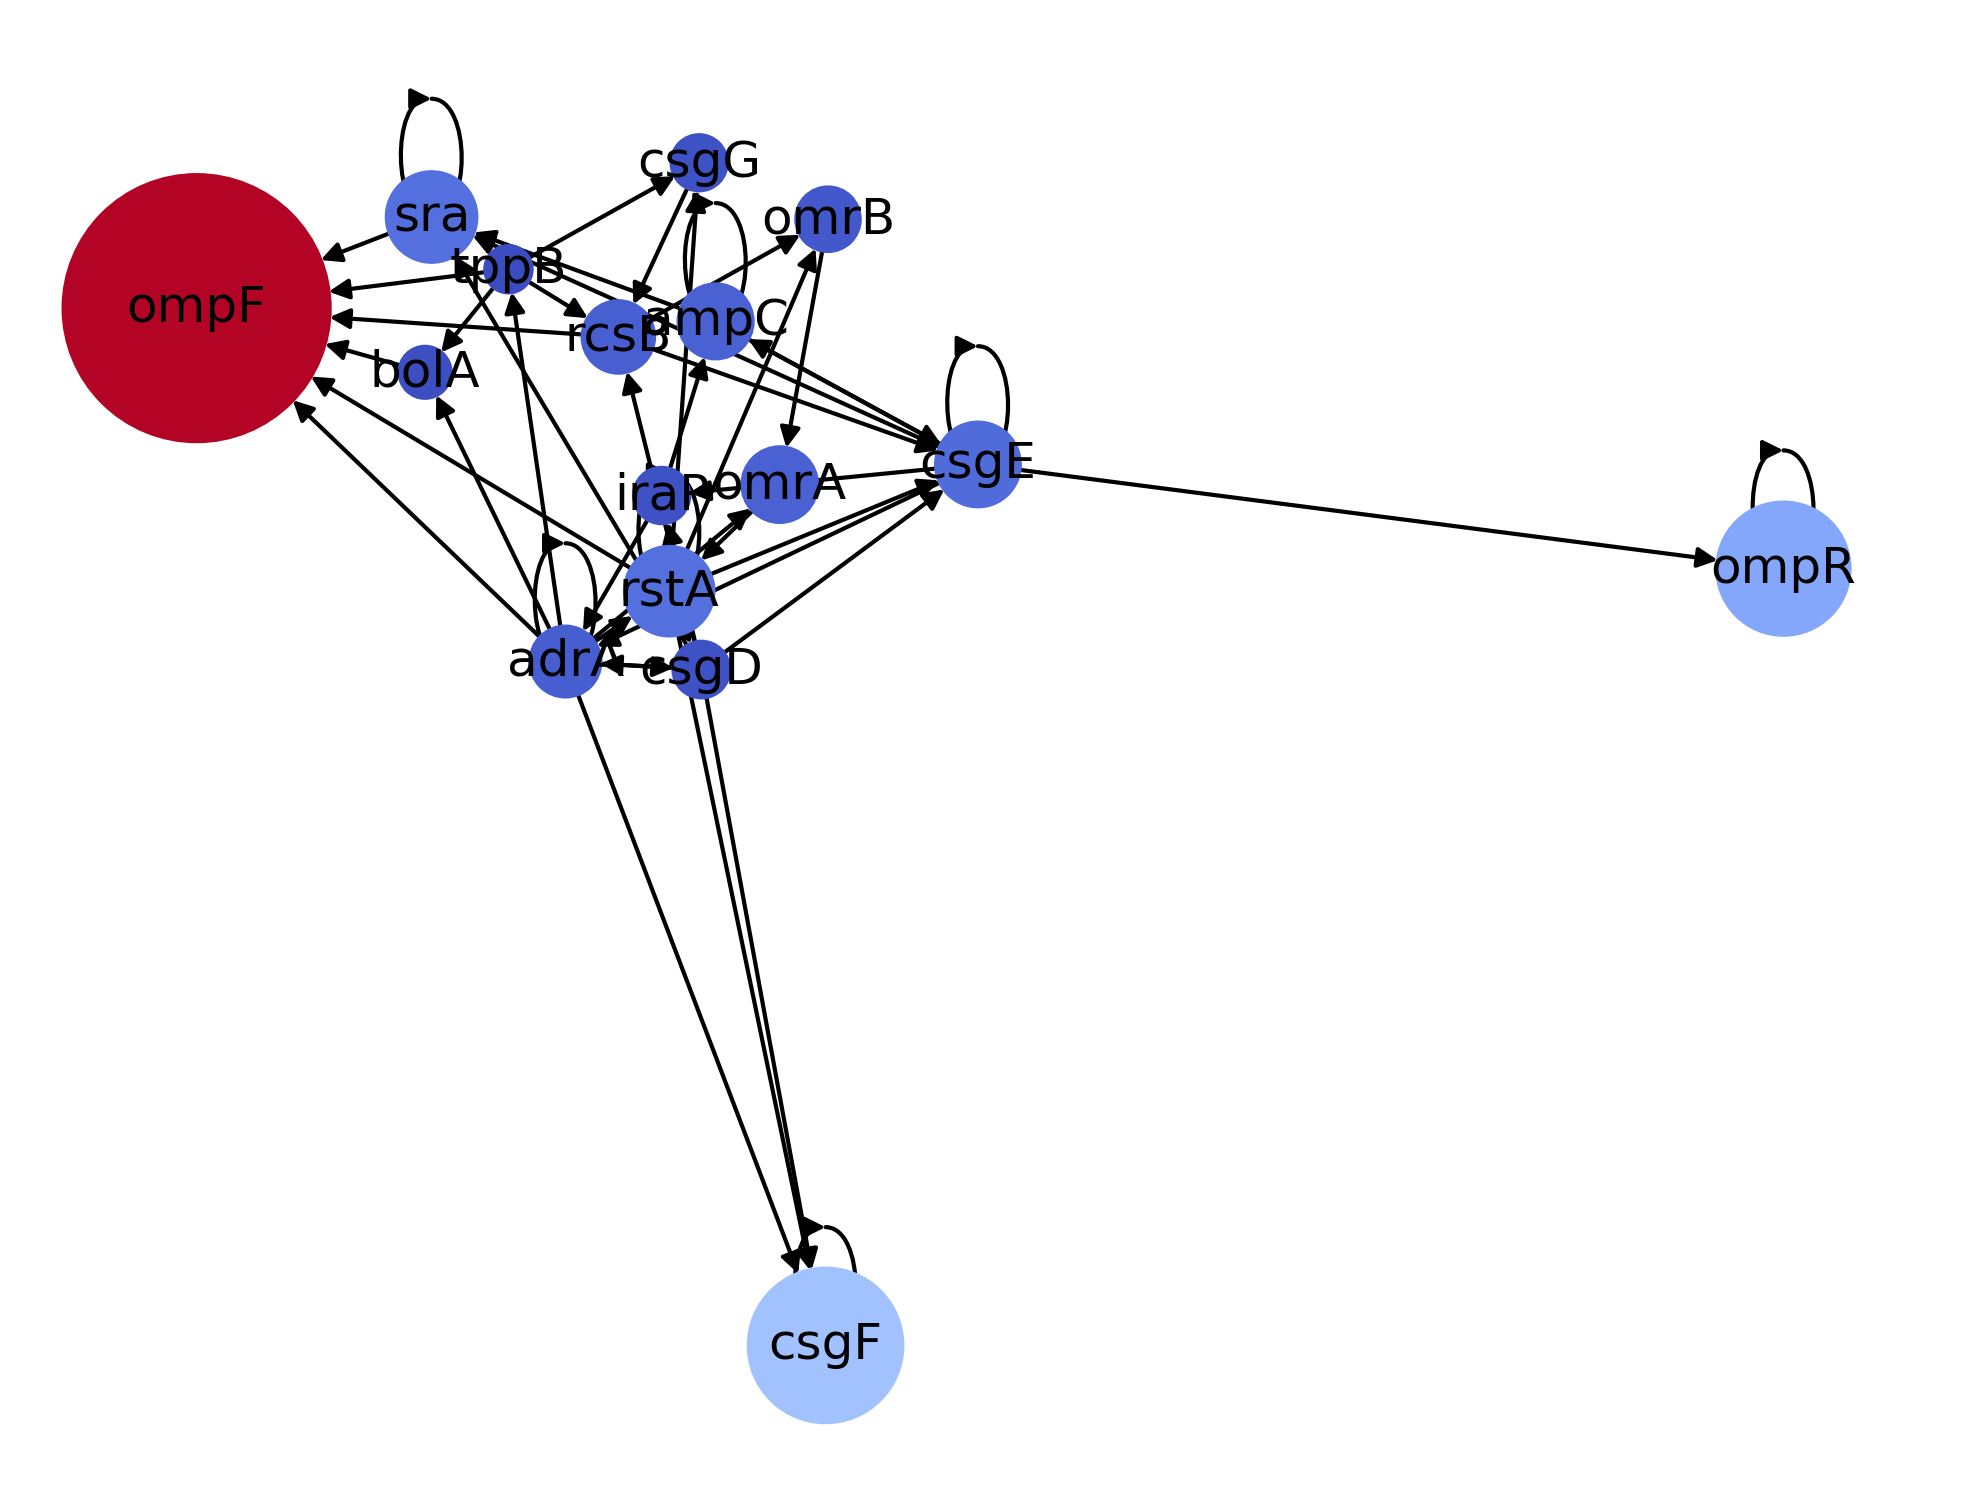 csgG
sra
omrB
tppB
ompF
ompC
rcsB
bolA
csgE
iraP
omrA
ompR
rstA
adrA
csgD
csgF